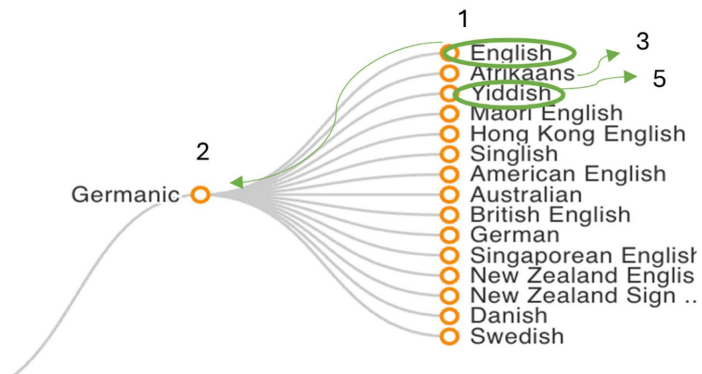 1
English
3
Afrikaans
5
Yiddish
Maori English
Hong Kong English
2
Singlish
American English
Germanic
Australian
British English
German
Singaporean English
New Zealand Englis
New Zealand Sign ..
Danish
Swedish